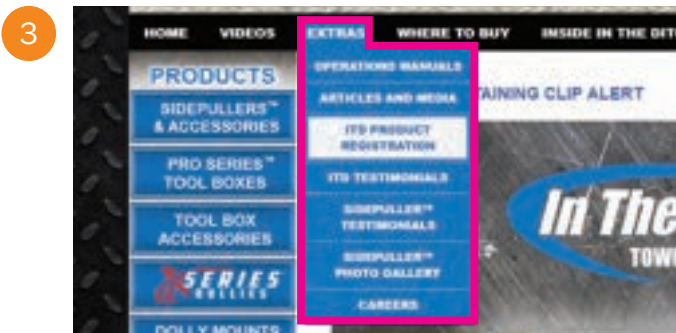 3
HOME VIDEOS EXTRAS WHERE TO BUY INSIDE IN THE DIT
PRODUCTS
SIDEPULLERS™
& ACCESSORIES
PRO SERIES™
TOOL BOXES
TOOL BOX
ACCESSORIES
SERIES
DOLLIES
DOLLY MOUNTS
OPERATIONS MANUALS
ARTICLES AND MEDIA
ITD PRODUCT
REGISTRATION
ITD TESTIMONIALS
SIDEPULLER™
TESTIMONIALS
SIDEPULLER™
PHOTO GALLERY
CAREERS
TAINING CLIP ALERT
In The
TOW